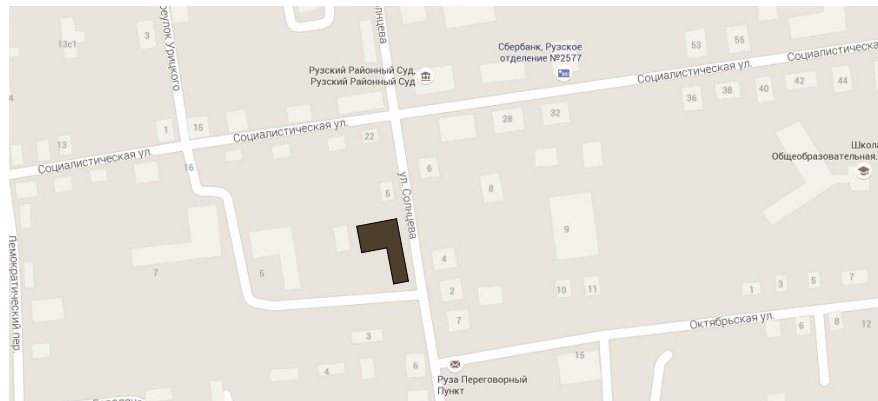 реулок Урицкого
Солнцева
13с1
3
Сбербанк, Рузское
отделение №2577
53
55
Социалистическая
Рузский Районный Суд,
Рузский Районный Суд
Социалистическая ул.
36
38
40
42
44
4
1
15
Социалистическая ул.
22
28
32
13
Социалистическая ул.
16
Школа
Общеобразовательная.
ул. Солнцева
6
5
8
9
7
5
4
2
7
10
11
1
3
5
7
Октябрьская ул.
6
8
12
Демократический пер.
3
4
6
15
Руза Переговорный
Пункт